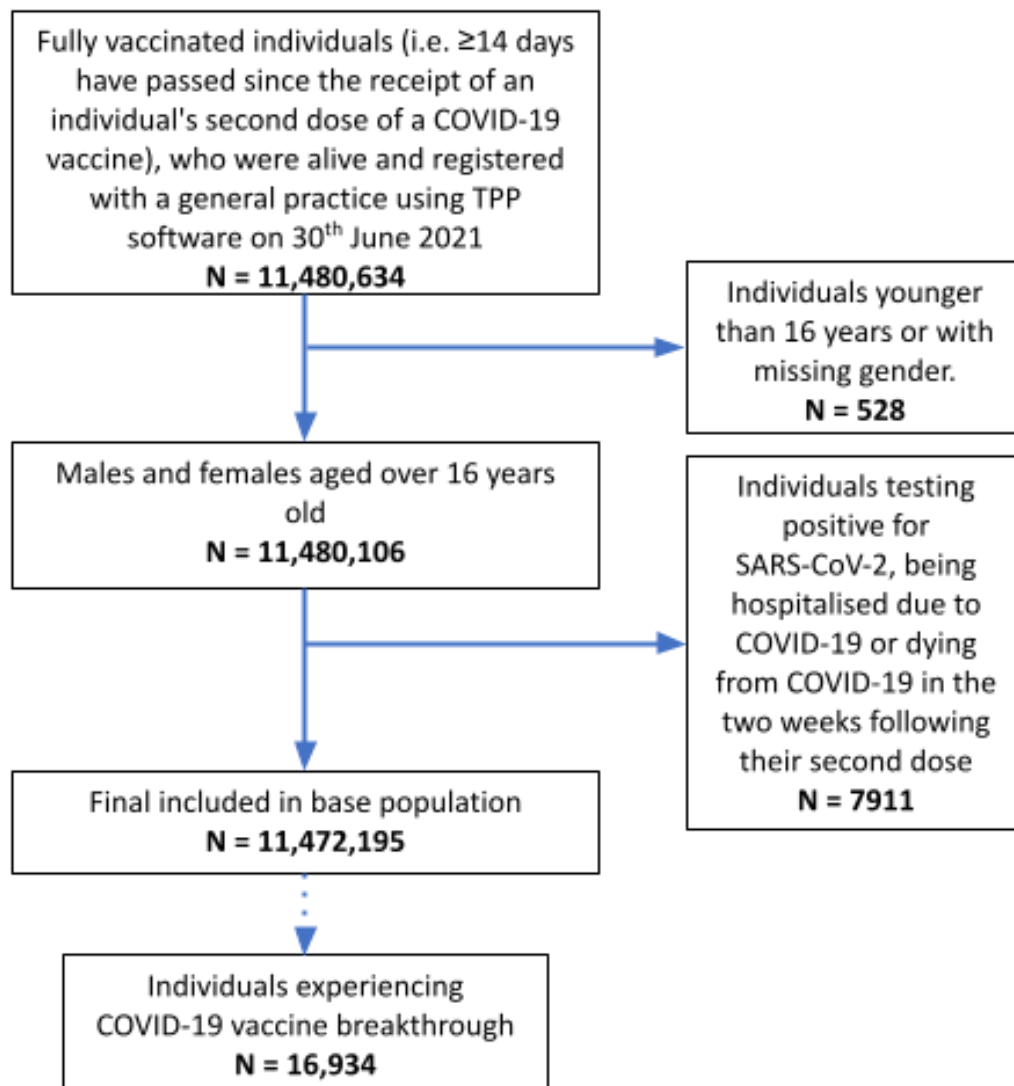 Fully vaccinated individuals (i.e. ≥14 days
have passed since the receipt of an
individual's second dose of a COVID-19
vaccine), who were alive and registered
with a general practice using TPP
software on 30th June 2021
N = 11,480,634
Individuals younger
than 16 years or with
missing gender.
N = 528
Males and females aged over 16 years
old
N = 11,480,106
Individuals testing
positive for
SARS-CoV-2, being
hospitalised due to
COVID-19 or dying
from COVID-19 in the
two weeks following
their second dose
N = 7911
Final included in base population
N = 11,472,195
Individuals experiencing
COVID-19 vaccine breakthrough
N = 16,934